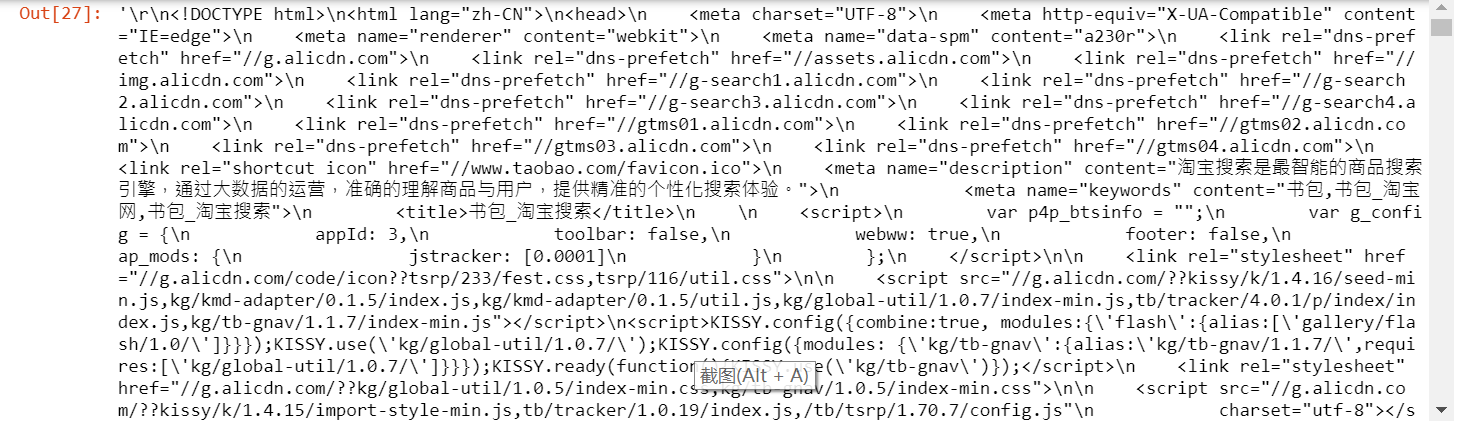 Out[27]: '\r\n<!DOCTYPE html>\n<html lang="zh-CN">\n<head>\n    <meta charset="UTF-8">\n    <meta http-equiv="X-UA-Compatible" content
="IE=edge">\n    <meta name="renderer" content="webkit">\n    <meta name="data-spm" content="a230r">\n    <link rel="dns-pref
etch" href="//g.alicdn.com">\n    <link rel="dns-prefetch" href="//assets.alicdn.com">\n    <link rel="dns-prefetch" href="//
img.alicdn.com">\n    <link rel="dns-prefetch" href="//g-search1.alicdn.com">\n    <link rel="dns-prefetch" href="//g-search
2.alicdn.com">\n    <link rel="dns-prefetch" href="//g-search3.alicdn.com">\n    <link rel="dns-prefetch" href="//g-search4.a
licdn.com">\n    <link rel="dns-prefetch" href="//gtms01.alicdn.com">\n    <link rel="dns-prefetch" href="//gtms02.alicdn.co
m">\n    <link rel="dns-prefetch" href="//gtms03.alicdn.com">\n    <link rel="dns-prefetch" href="//gtms04.alicdn.com">\n
<link rel="shortcut icon" href="//www.taobao.com/favicon.ico">\n    <meta name="description" content="淘宝搜索是最智能的商品搜索
引擎，通过大数据的运营，准确的理解商品与用户，提供精准的个性化搜索体验。">\n    <meta name="keywords" content="书包,书包_淘宝
网,书包_淘宝搜索">\n    <title>书包_淘宝搜索</title>\n    \n    <script>\n    var p4p_btsinfo = "";\n    var g_confi
g = {\n    appId: 3,\n    toolbar: false,\n    webww: true,\n    footer: false,\n
ap_mods: {\n    jstracker: [0.0001]\n    }\n    };\n    </script>\n\n    <link rel="stylesheet" href
="//g.alicdn.com/code/icon??tsrp/233/fest.css,tsrp/116/util.css">\n\n    <script src="//g.alicdn.com/??kissy/k/1.4.16/seed-mi
n.js,kg/kmd-adapter/0.1.5/index.js,kg/kmd-adapter/0.1.5/util.js,kg/global-util/1.0.7/index-min.js,tb/tracker/4.0.1/p/index/in
dex.js,kg/tb-gnav/1.1.7/index-min.js"></script>\n<script>KISSY.config({combine:true, modules:{\'flash\':{alias:[\'gallery/fla
sh/1.0/\']}}});KISSY.use(\'kg/global-util/1.0.7/\');KISSY.config({modules: {\'kg/tb-gnav\':{alias:\'kg/tb-gnav/1.1.7/\',requi
res:[\'kg/global-util/1.0.7/\']}}});KISSY.ready(function(){KISSY.use(\'kg/tb-gnav\')});</script>\n    <link rel="stylesheet"
截图(Alt + A)
href="//g.alicdn.com/??kg/global-util/1.0.5/index-min.css,kg/tb-gnav/1.0.5/index-min.css">\n\n    <script src="//g.alicdn.co
m/??kissy/k/1.4.15/import-style-min.js,tb/tracker/1.0.19/index.js,/tb/tsrp/1.70.7/config.js"\n    charset="utf-8"></s